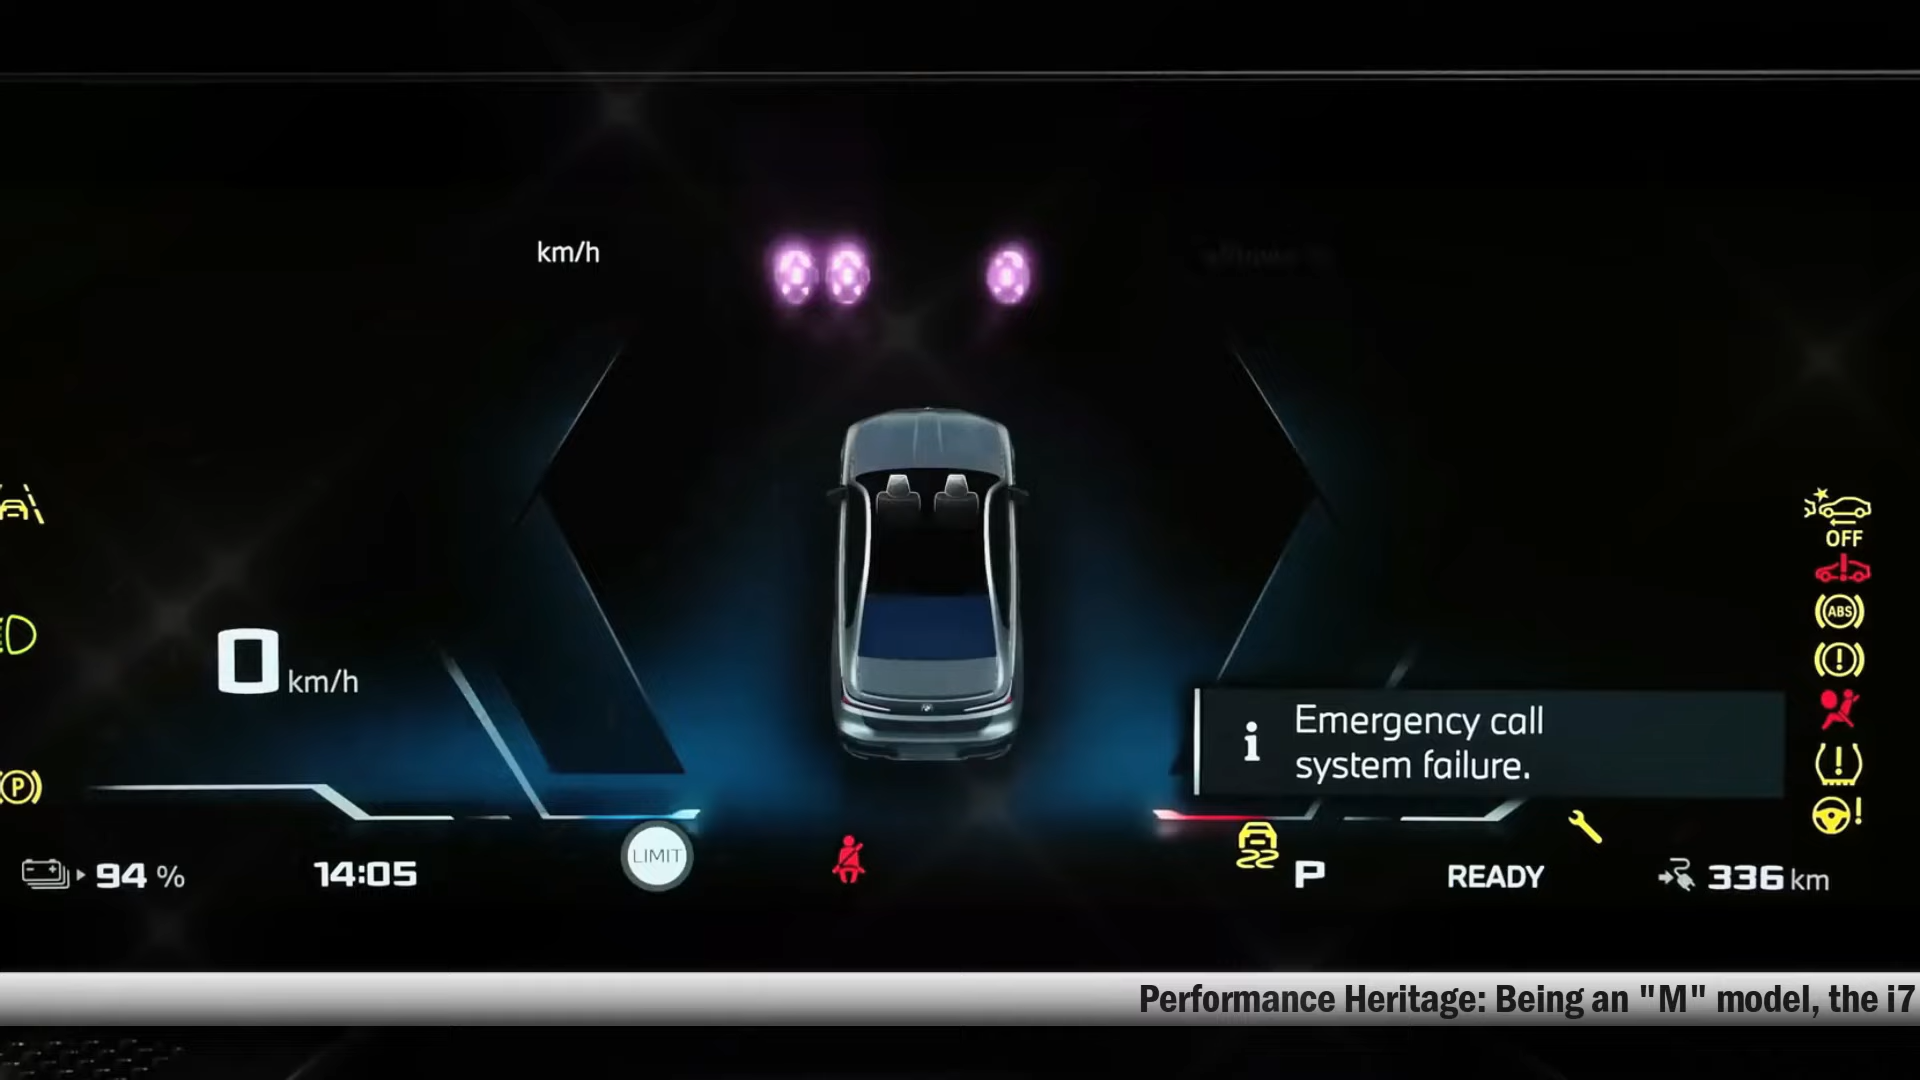 km/h
OFF
ABS
0 km/h
Emergency call
system failure.
P
LIMIT
94 %
14:05
P
READY
336 km
Performance Heritage: Being an "M" model, the i7